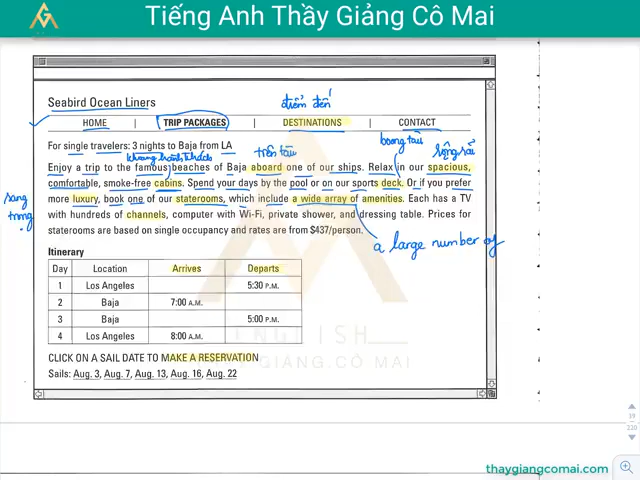 Tiếng Anh Thầy Giảng Cô Mai
Seabird Ocean Liners
điểm đến
HOME | TRIP PACKAGES | DESTINATIONS | CONTACT
For single travelers: 3 nights to Baja from LA
boong tàu
rộng rãi
trên tàu
Enjoy a trip to the famous beaches of Baja aboard one of our ships. Relax in our spacious,
comfortable, smoke-free cabins. Spend your days by the pool or on our sports deck. Or if you prefer
more luxury, book one of our staterooms, which include a wide array of amenities. Each has a TV
sang trọng
with hundreds of channels, computer with Wi-Fi, private shower, and dressing table. Prices for
staterooms are based on single occupancy and rates are from $437/person.
a large number of
Itinerary
Day Location Arrives Departs
1 Los Angeles 5:30 P.M.
2 Baja 7:00 A.M.
3 Baja 5:00 P.M.
4 Los Angeles 8:00 A.M.
ENGLISH
CLICK ON A SAIL DATE TO MAKE A RESERVATION
Sails: Aug. 3, Aug. 7, Aug. 13, Aug. 16, Aug. 22
19
220
thaygiangcomai.com